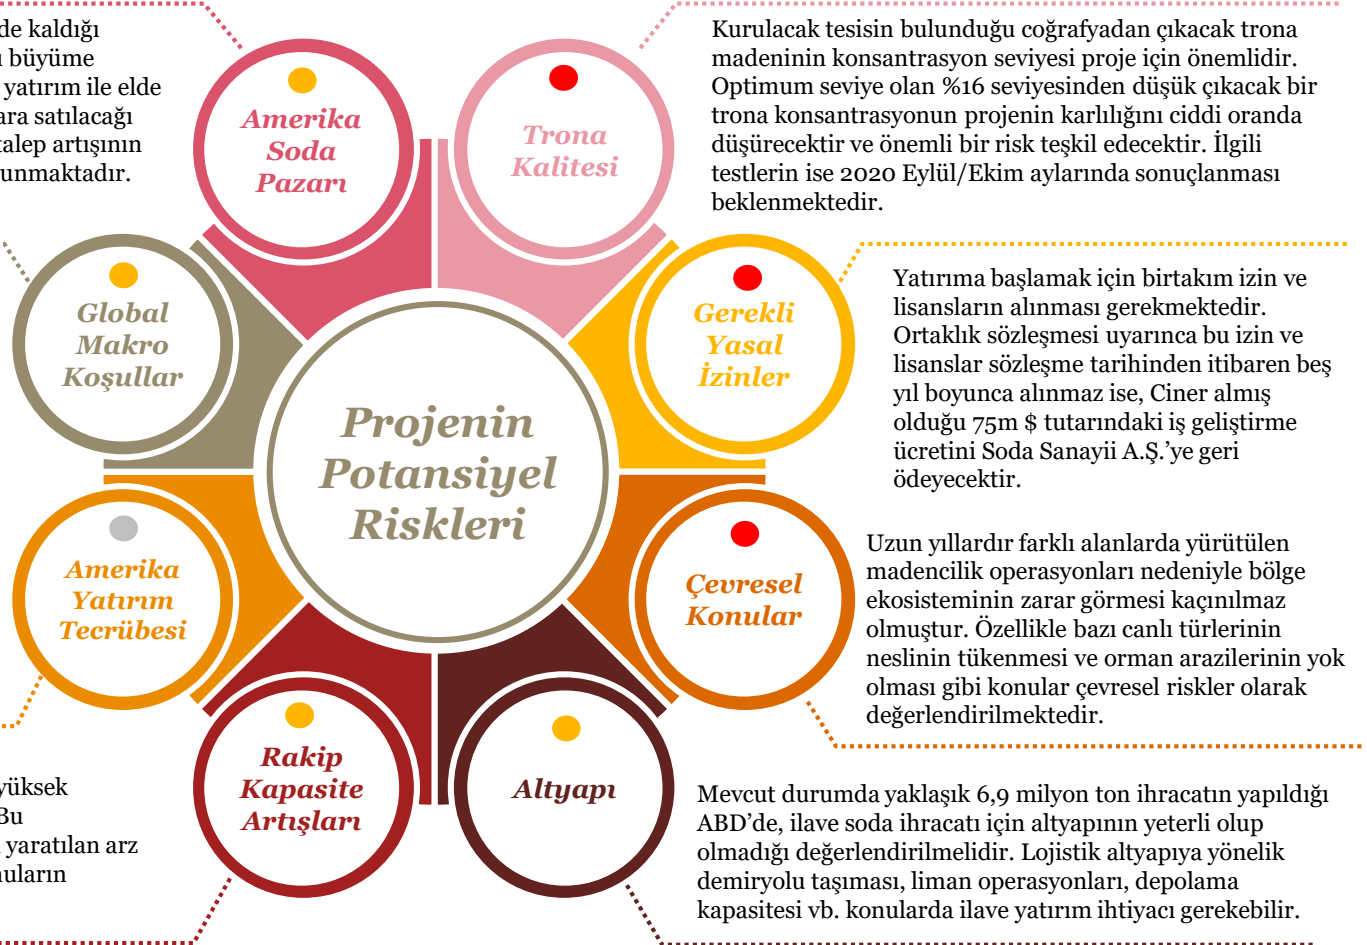 de kaldığı
büyüme
yatırım ile elde
ara satılacağı
talep artışının
unmaktadır.
Amerika
Soda
Pazarı
Trona
Kalitesi
Kurulacak tesisin bulunduğu coğrafyadan çıkacak trona
madeninin konsantrasyon seviyesi proje için önemlidir.
Optimum seviye olan %16 seviyesinden düşük çıkacak bir
trona konsantrasyonun projenin karlılığını ciddi oranda
düşürecektir ve önemli bir risk teşkil edecektir. İlgili
testlerin ise 2020 Eylül/Ekim aylarında sonuçlanması
beklenmektedir.
Global
Makro
Koşullar
Gerekli
Yasal
İzinler
Yatırıma başlamak için birtakım izin ve
lisansların alınması gerekmektedir.
Ortaklık sözleşmesi uyarınca bu izin ve
lisanslar sözleşme tarihinden itibaren beş
yıl boyunca alınmaz ise, Ciner almış
olduğu 75m $ tutarındaki iş geliştirme
ücretini Soda Sanayii A.Ş.’ye geri
ödeyecektir.
Projenin
Potansiyel
Riskleri
Amerika
Yatırım
Tecrübesi
Çevresel
Konular
Uzun yıllardır farklı alanlarda yürütülen
madencilik operasyonları nedeniyle bölge
ekosisteminin zarar görmesi kaçınılmaz
olmuştur. Özellikle bazı canlı türlerinin
neslinin tükenmesi ve orman arazilerinin yok
olması gibi konular çevresel riskler olarak
değerlendirilmektedir.
yüksek
Bu
yaratılan arz
nuların
Rakip
Kapasite
Artışları
Altyapı
Mevcut durumda yaklaşık 6,9 milyon ton ihracatın yapıldığı
ABD’de, ilave soda ihracatı için altyapının yeterli olup
olmadığı değerlendirilmelidir. Lojistik altyapıya yönelik
demiryolu taşıması, liman operasyonları, depolama
kapasitesi vb. konularda ilave yatırım ihtiyacı gerekebilir.